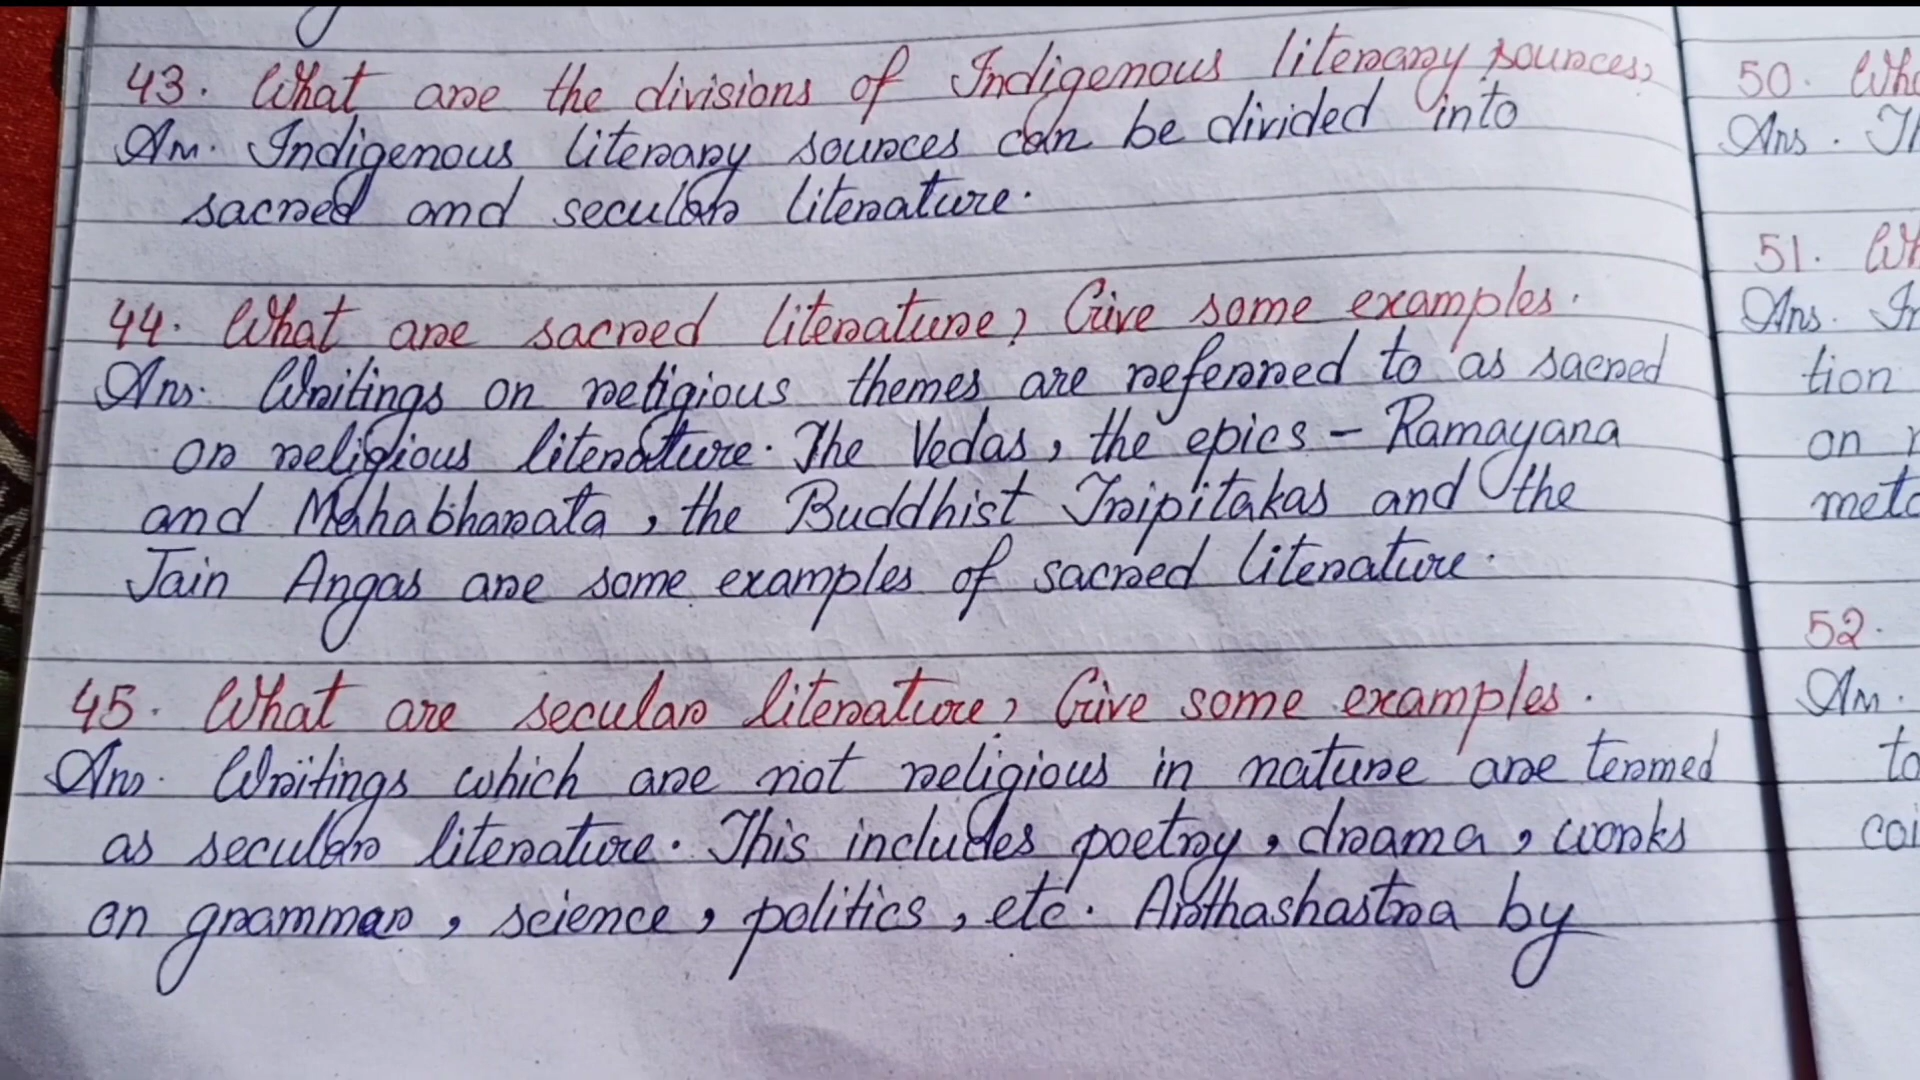 43. What are the divisions of Indigenous literary sources?
Ans. Indigenous literary sources can be divided into
sacred and secular literature.
44. What are sacred literature? Give some examples.
Ans. Writings on religious themes are referred to as sacred
or religious literature. The Vedas, the epics - Ramayana
and Mahabharata, the Buddhist Tripitakas and the
Jain Angas are some examples of sacred literature.
45. What are secular literature? Give some examples.
Ans. Writings which are not religious in nature are termed
as secular literature. This includes poetry, drama, works
on grammar, science, politics, etc. Arthashastra by
50.
Ans.
51.
Ans.
tion
on
52.
Ans.
to